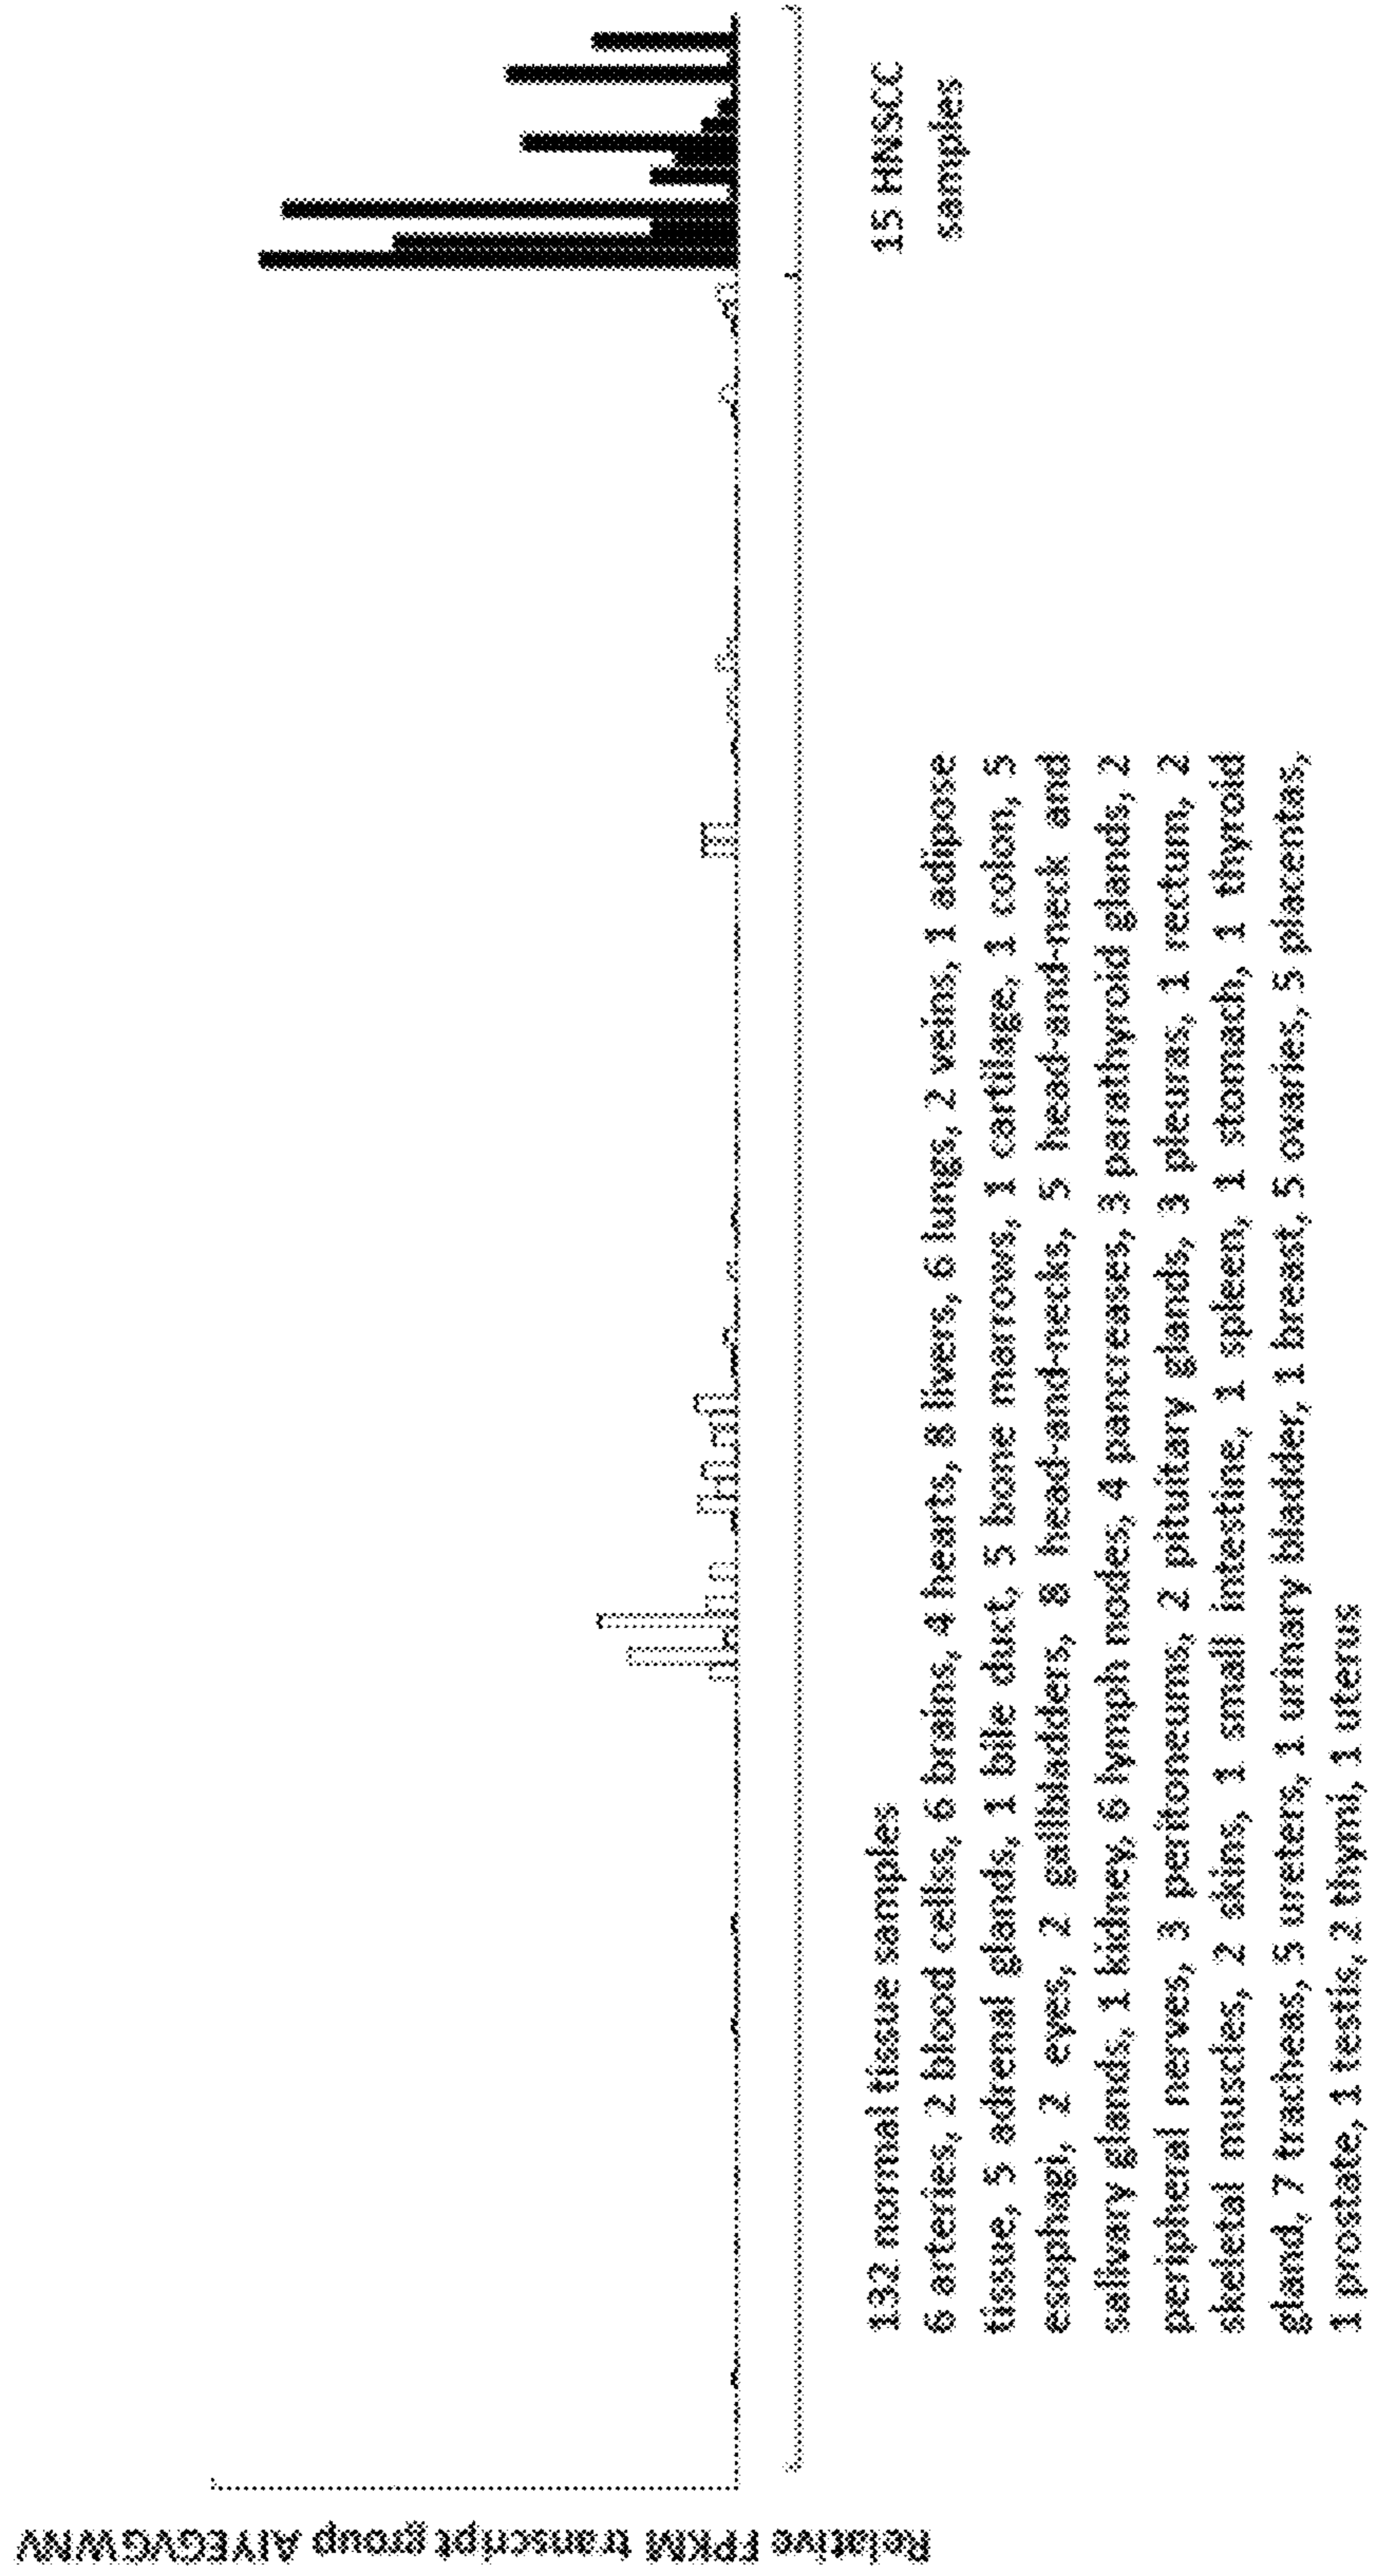 Relative FPKM transcript group AIYEGVGWNV
132 normal tissue samples
6 arteries, 2 blood cellss, 6 brains, 4 hearts, 8 livers, 6 lungs, 2 veins, 1 adipose
tissue, 5 adrenal glands, 1 bile duct, 5 bone marrows, 1 cartilage, 1 colon, 5
esophagi, 2 eyes, 2 gallbladders, 8 head-and-necks, 5 head-and-neck and
salivary glands, 1 kidney, 6 lymph nodes, 4 pancreases, 3 parathyroid glands, 2
peripheral nerves, 3 peritoneums, 2 pituitary glands, 3 pleuras, 1 rectum, 2
skeletal muscles, 2 skins, 1 small intestine, 1 spleen, 1 stomach, 1 thyroid
gland, 7 tracheas, 5 ureters, 1 urinary bladder, 1 breast, 5 ovaries, 5 placentas,
1 prostate, 1 testis, 2 thymi, 1 uterus
15 HNSCC
samples